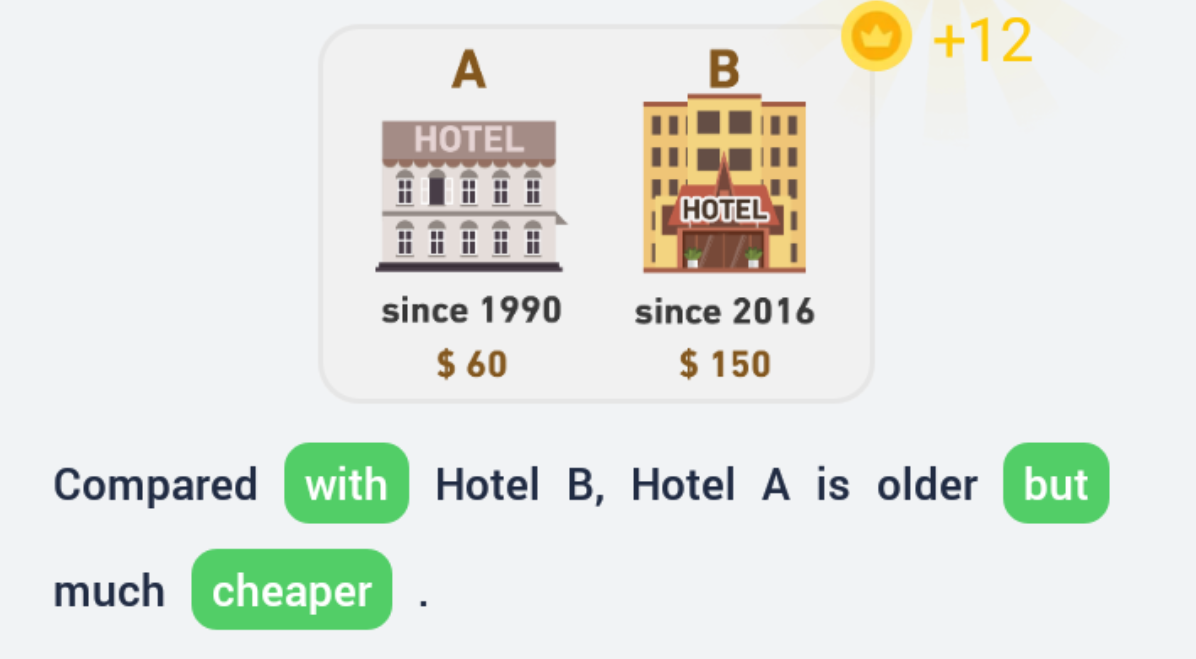 +12
A B
HOTEL
HOTEL
since 1990 since 2016
$ 60 $ 150
Compared with Hotel B, Hotel A is older but
much cheaper .